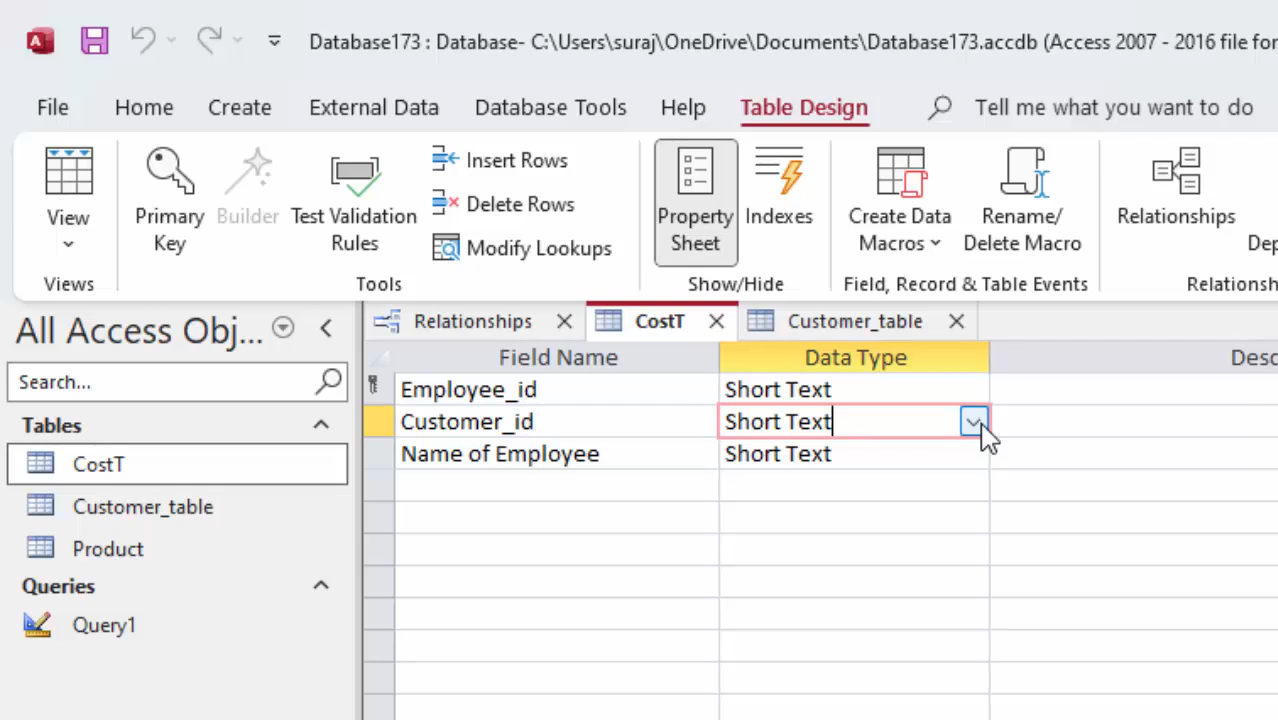 Database173 : Database- C:\Users\suraj\OneDrive\Documents\Database173.accdb (Access 2007 - 2016 file for
File Home Create External Data Database Tools Help Table Design Tell me what you want to do
View
Views
Primary Key
Builder
Test Validation Rules
Insert Rows
Delete Rows
Modify Lookups
Tools
Property Sheet
Indexes
Show/Hide
Create Data Macros
Rename/ Delete Macro
Field, Record & Table Events
Relationships
All Access Obj...
Search...
Tables
CostT
Customer_table
Product
Queries
Query1
Relationships CostT Customer_table
Field Name Data Type
Employee_id Short Text
Customer_id Short Text
Name of Employee Short Text